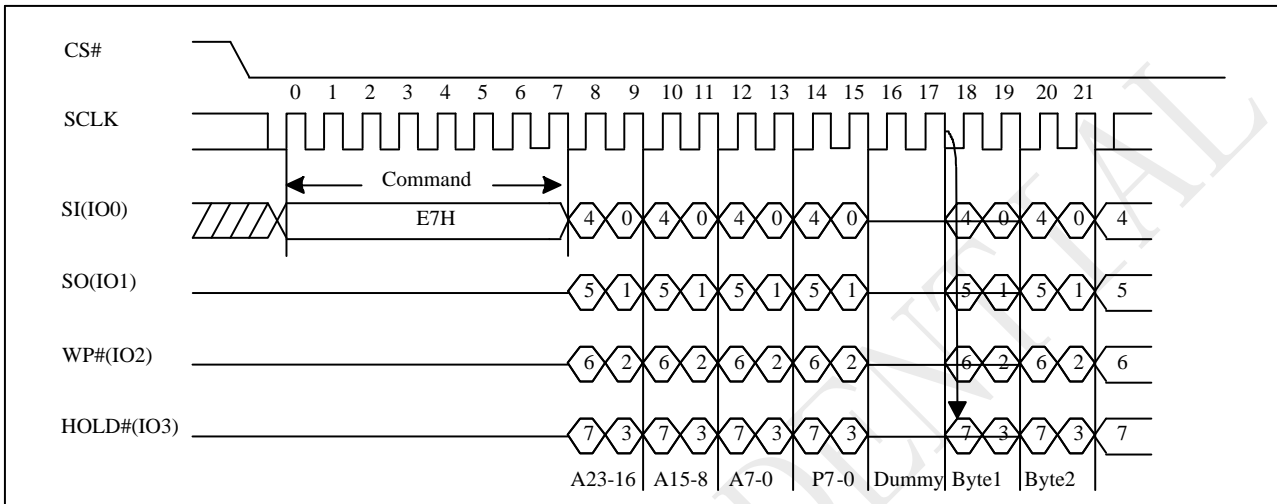 CS#
0 1 2 3 4 5 6 7 8 9 10 11 12 13 14 15 16 17 18 19 20 21
SCLK
Command
SI(IO0)
E7H
4 0 4 0 4 0 4 0 4 0 4 0 4
SO(IO1)
5 1 5 1 5 1 5 1 5 1 5 1 5
WP#(IO2)
6 2 6 2 6 2 6 2 6 2 6 2 6
HOLD#(IO3)
7 3 7 3 7 3 7 3 7 3 7 3 7
A23-16 A15-8 A7-0 P7-0 Dummy Byte1 Byte2